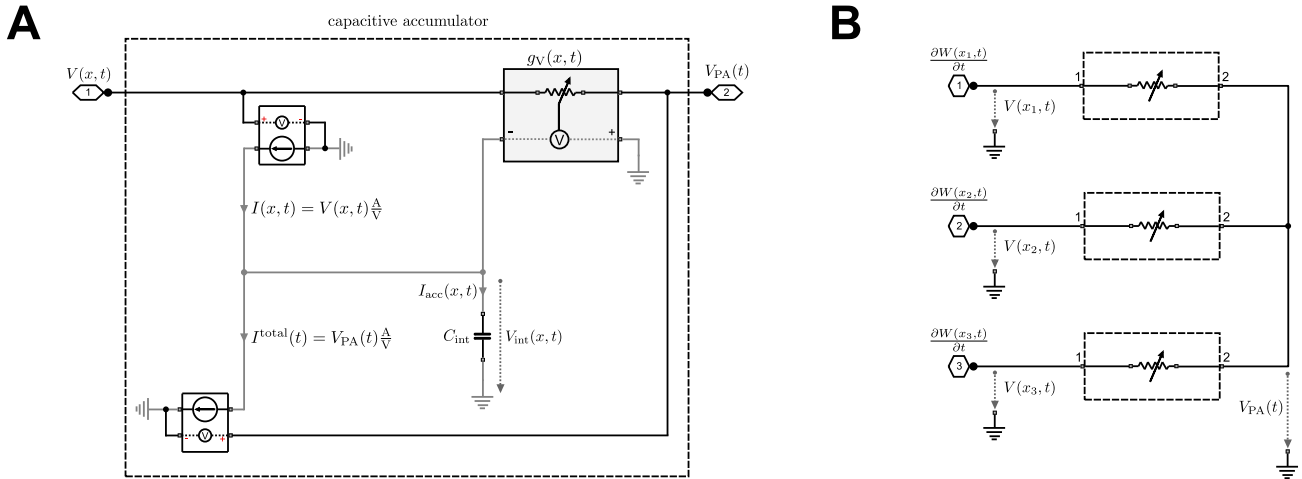 A
capacitive accumulator
V(x, t)
1
g_V(x, t)
V_PA(t)
2
+ V -
- V +
I(x, t) = V(x, t) A/V
I_acc(x, t)
I^total(t) = V_PA(t) A/V
C_int
V_int(x, t)
- V +
B
∂W(x_1,t)/∂t
1
1
2
V(x_1, t)
∂W(x_2,t)/∂t
2
1
2
V(x_2, t)
∂W(x_3,t)/∂t
3
1
2
V(x_3, t)
V_PA(t)